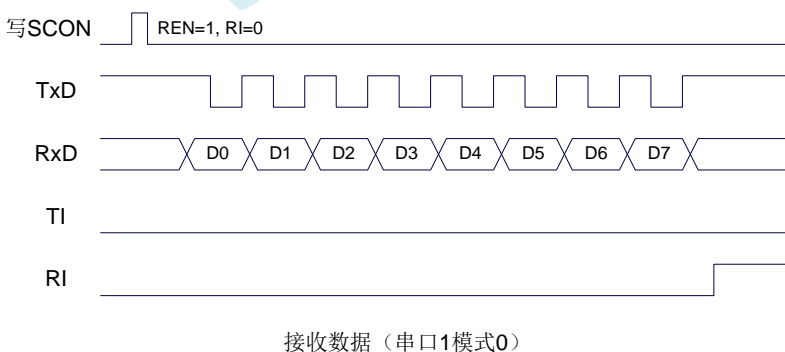 写SCON REN=1, RI=0
TxD
RxD D0 D1 D2 D3 D4 D5 D6 D7
TI
RI
接收数据（串口1模式0）